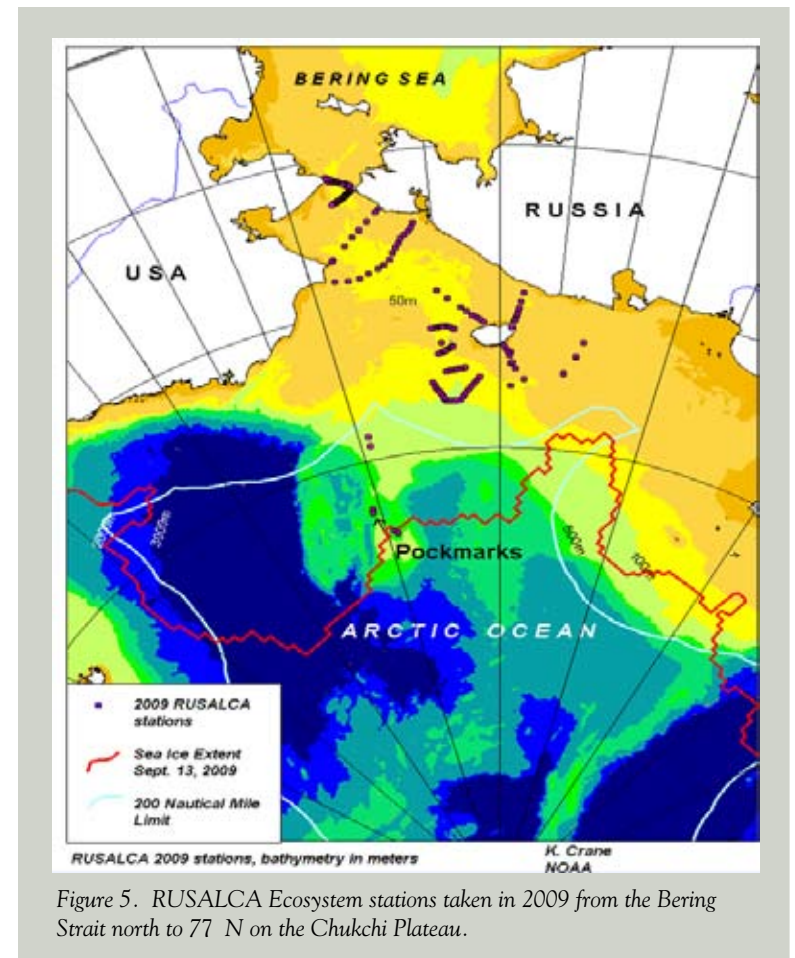 BERING SEA
RUSSIA
USA
50m
3500m
500m
100m
Pockmarks
ARCTIC OCEAN
2009 RUSALCA
stations
Sea Ice Extent
Sept. 13, 2009
200 Nautical Mile
Limit
RUSALCA 2009 stations, bathymetry in meters
K. Crane
NOAA
Figure 5. RUSALCA Ecosystem stations taken in 2009 from the Bering
Strait north to 77 N on the Chukchi Plateau.